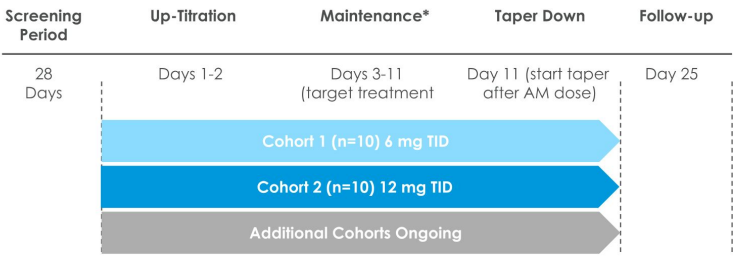 Screening
Period
Up-Titration
Maintenance*
Taper Down
Follow-up
28
Days
Days 1-2
Days 3-11
(target treatment
Day 11 (start taper
after AM dose)
Day 25
Cohort 1 (n=10) 6 mg TID
Cohort 2 (n=10) 12 mg TID
Additional Cohorts Ongoing